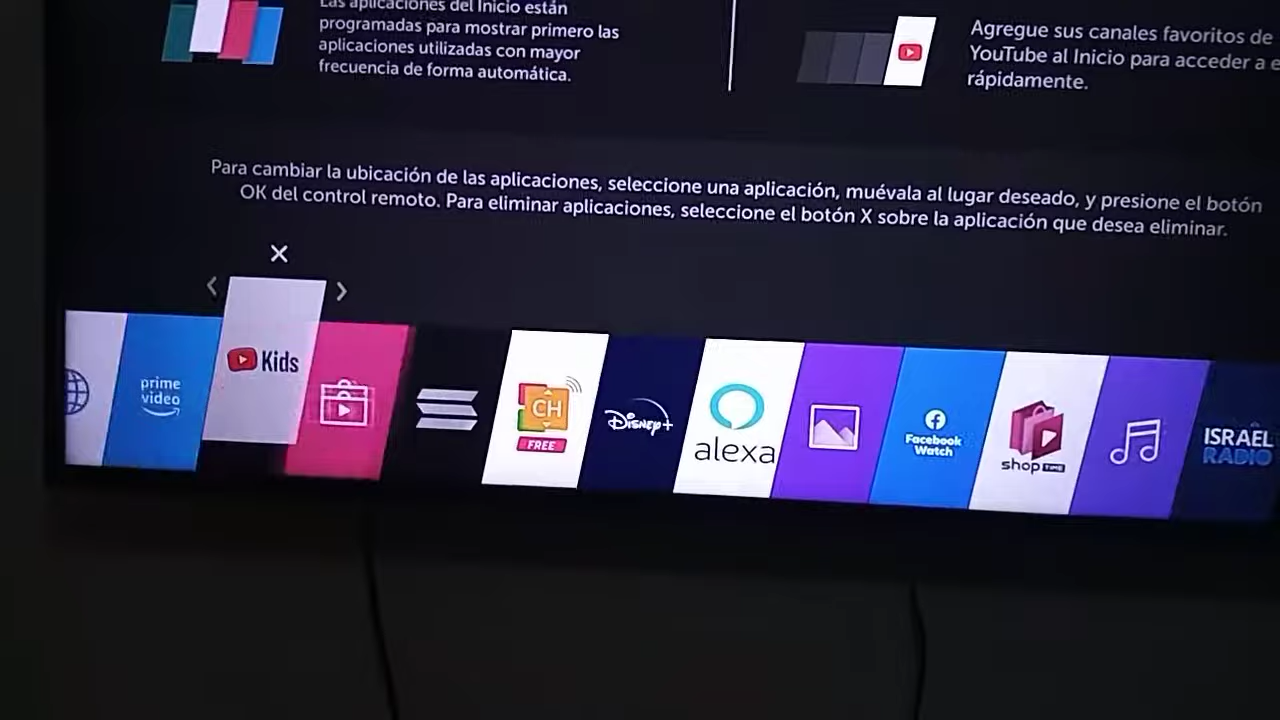 Las aplicaciones del Inicio están
programadas para mostrar primero las
aplicaciones utilizadas con mayor
frecuencia de forma automática.
Agregue sus canales favoritos de
YouTube al Inicio para acceder a e
rápidamente.
Para cambiar la ubicación de las aplicaciones, seleccione una aplicación, muévala al lugar deseado, y presione el botón
OK del control remoto. Para eliminar aplicaciones, seleccione el botón X sobre la aplicación que desea eliminar.
prime
video
Kids
CH
FREE
Disney+
alexa
Facebook
Watch
shop TIME
ISRAEL
RADIO